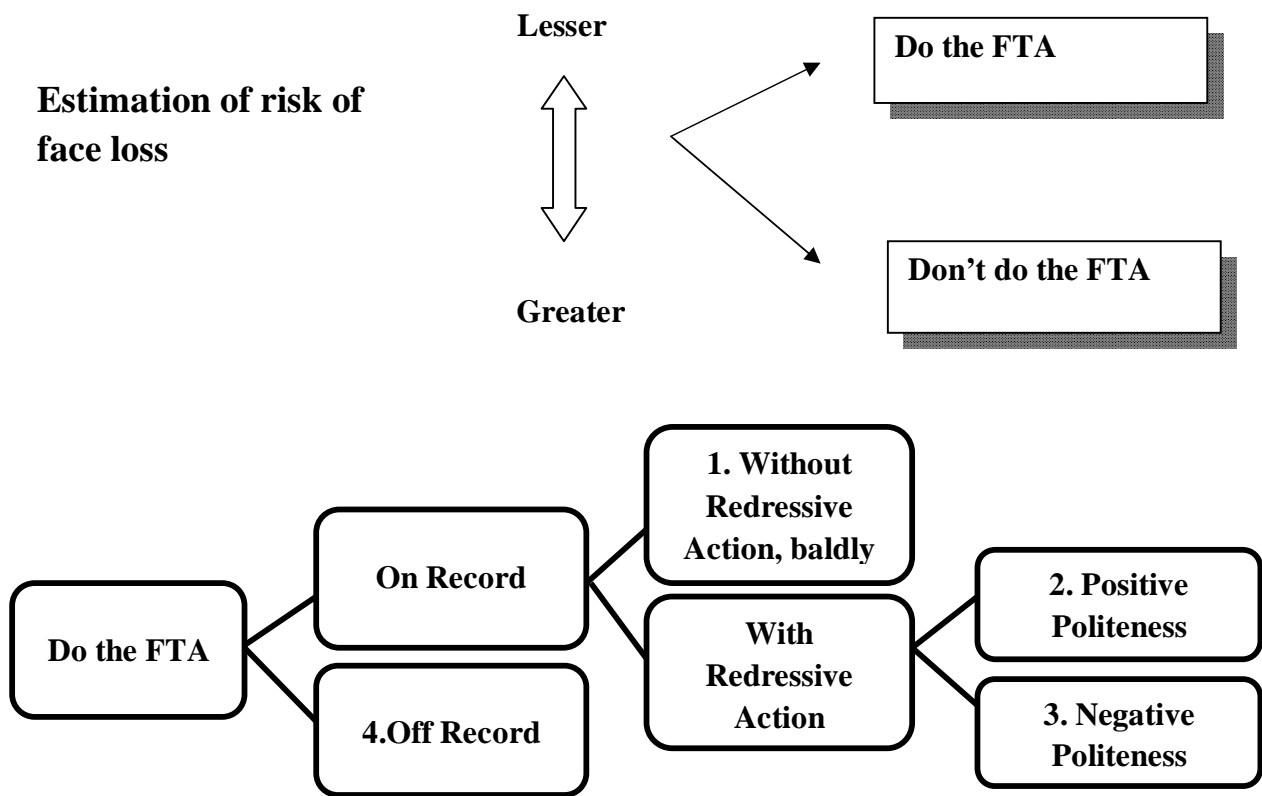 Lesser
Do the FTA
Estimation of risk of
face loss
Don’t do the FTA
Greater
1. Without
Redressive
Action, baldly
On Record
2. Positive
Politeness
Do the FTA
With
Redressive
Action
4.Off Record
3. Negative
Politeness